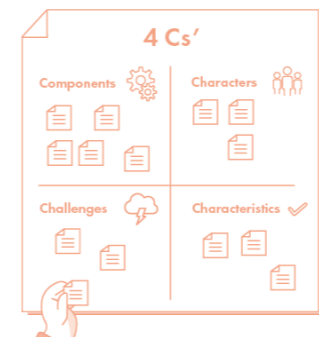 4 Cs′
Components
Characters
Challenges
Characteristics